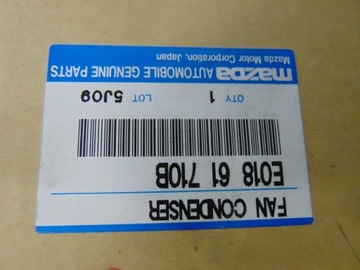 mazda AUTOMOBILE GENUINE PARTS
Mazda Motor Corporation, Japan
QTY 1 LOT 5J09
E018 61 710B
FAN CONDENSER